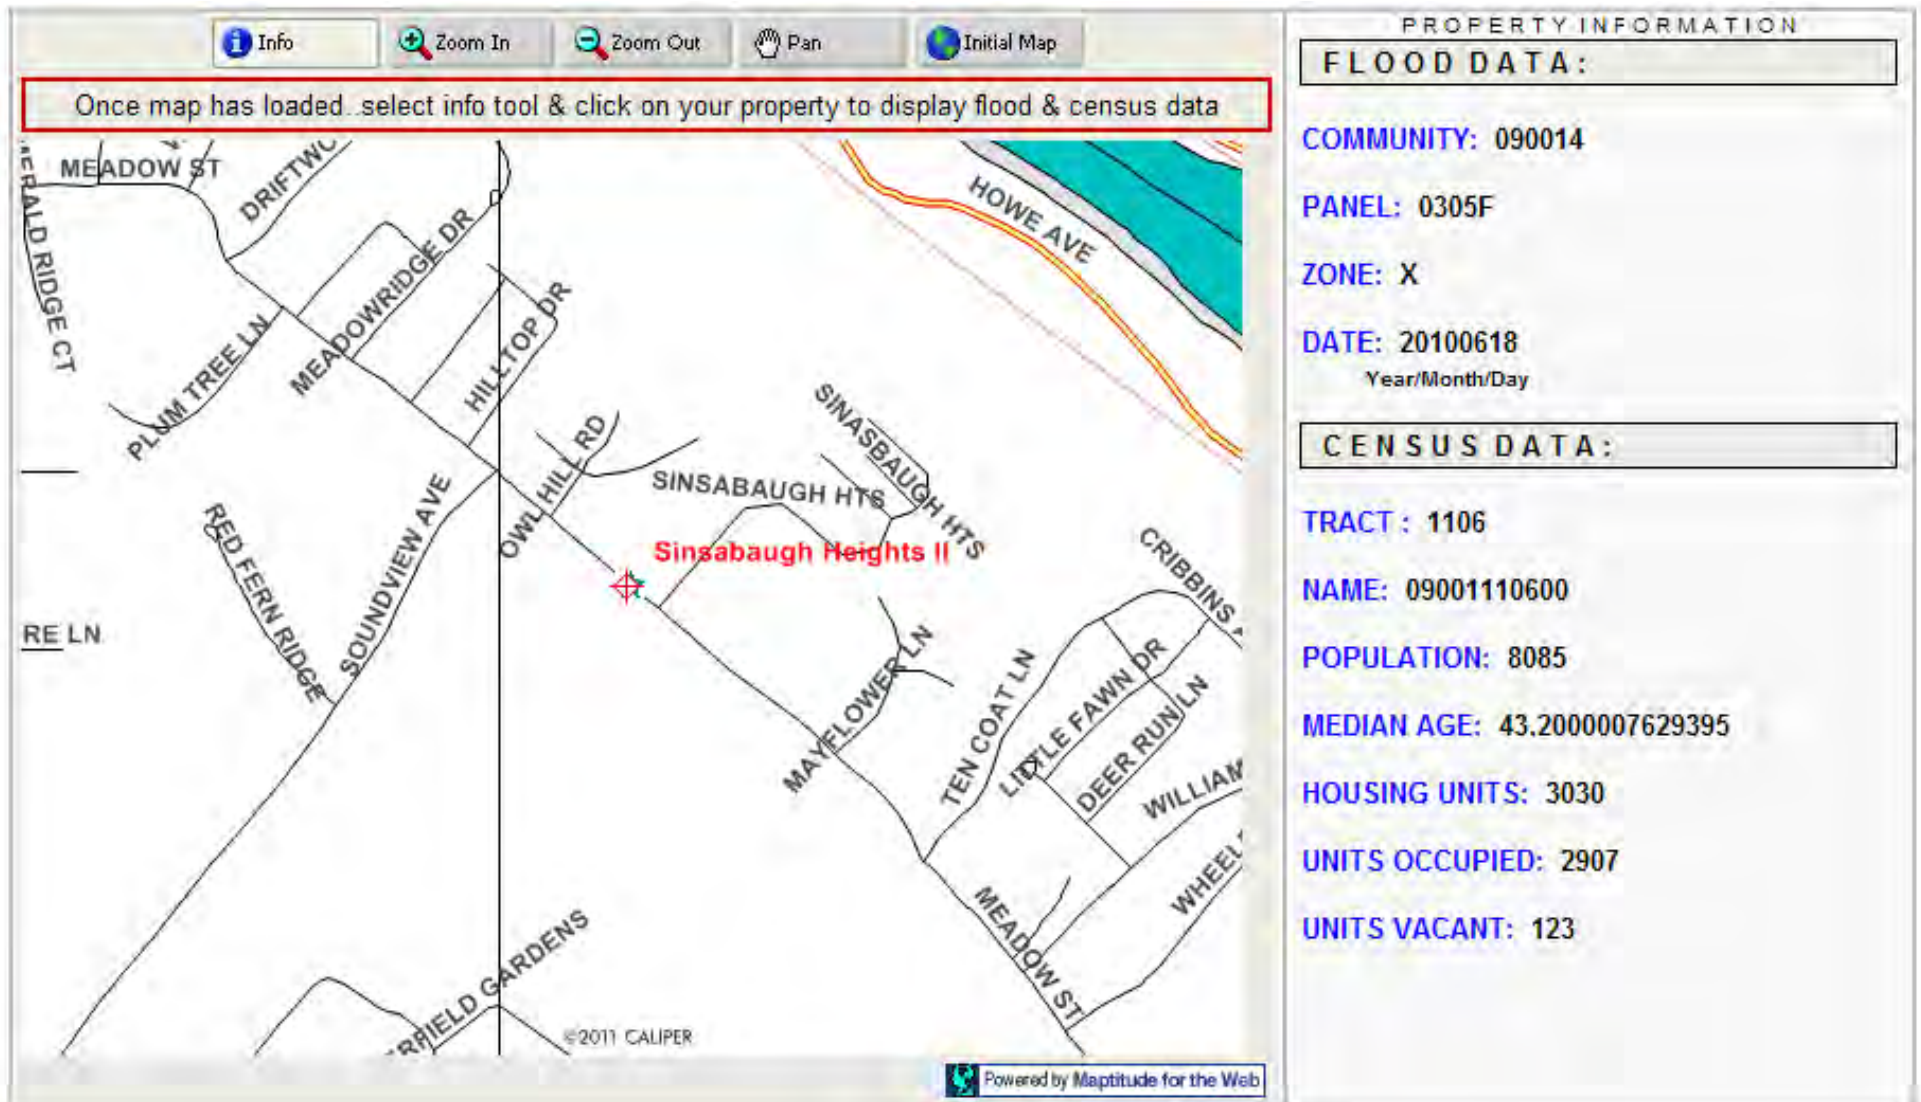 Info
Zoom In
Zoom Out
Pan
Initial Map
Once map has loaded..select info tool & click on your property to display flood & census data
MEADOW ST
DRIFTWO
ERALD RIDGE CT
MEADOWRIDGE DR
HOWE AVE
PLUM TREE LN
HILLTOP DR
OWL HILL RD
SINASBAUGH HTS
SINSABAUGH HTS
SOUNDVIEW AVE
RED FERN RIDGE
Sinsabaugh Heights II
CRIBBINS
RE LN
MAYFLOWER LN
TEN COAT LN
LITTLE FAWN DR
DEER RUN LN
WILLIAM
WHEEL
MEADOW ST
ERFIELD GARDENS
©2011 CALIPER
Powered by Maptitude for the Web
PROPERTY INFORMATION
FLOOD DATA:
COMMUNITY: 090014
PANEL: 0305F
ZONE: X
DATE: 20100618
Year/Month/Day
CENSUS DATA:
TRACT : 1106
NAME: 09001110600
POPULATION: 8085
MEDIAN AGE: 43.2000007629395
HOUSING UNITS: 3030
UNITS OCCUPIED: 2907
UNITS VACANT: 123